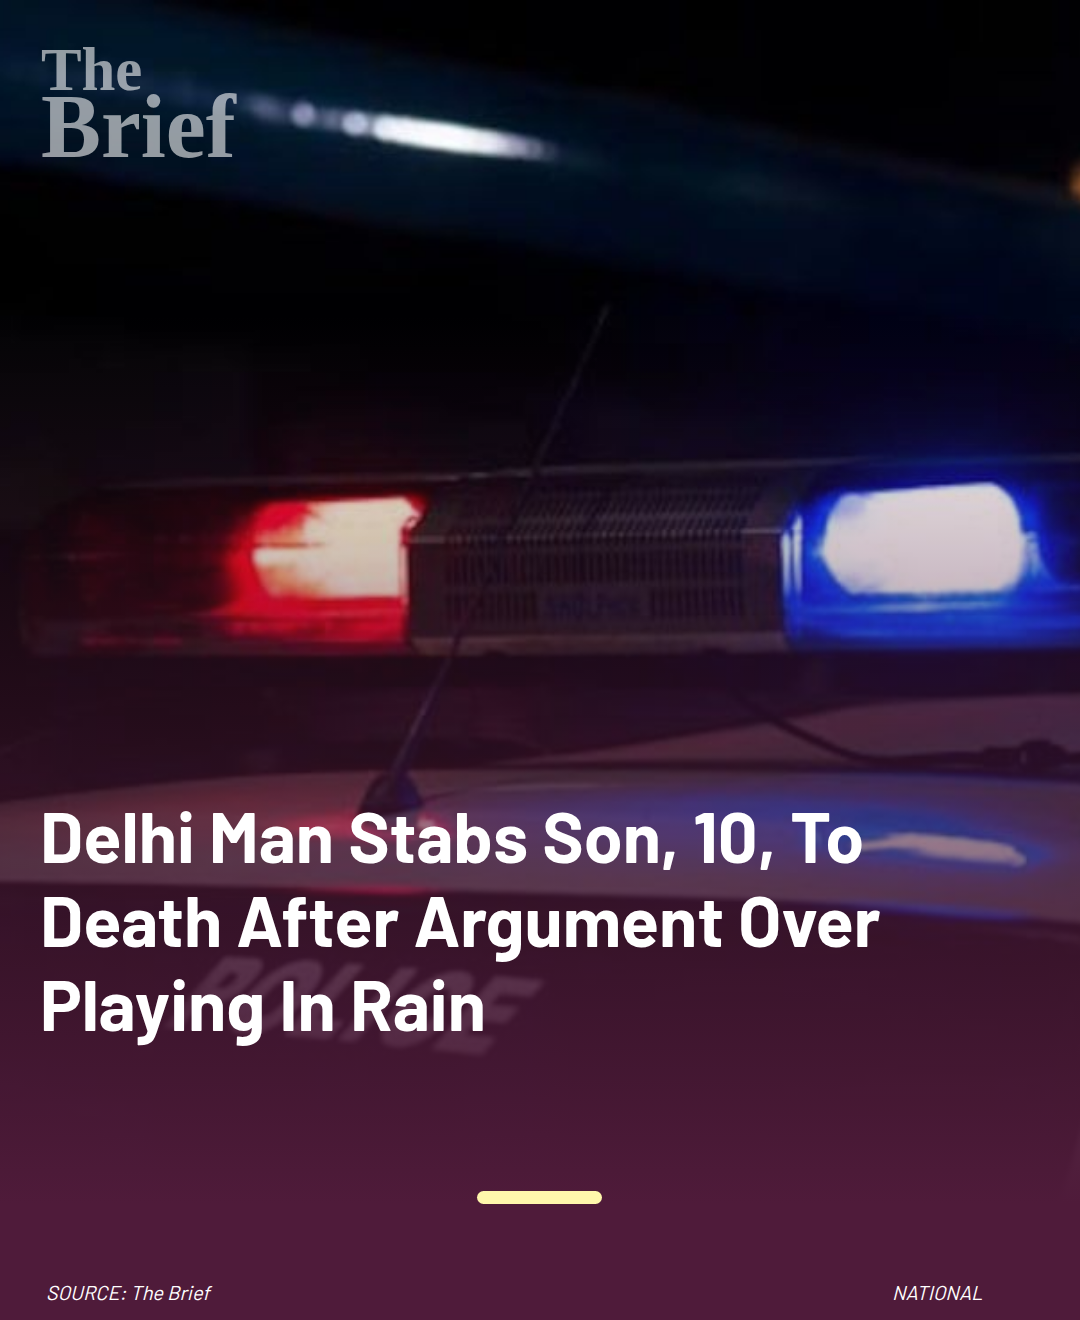 The
Brief
Delhi Man Stabs Son, 10, To
Death After Argument Over
Playing In Rain
POLICE
SOURCE: The Brief
NATIONAL